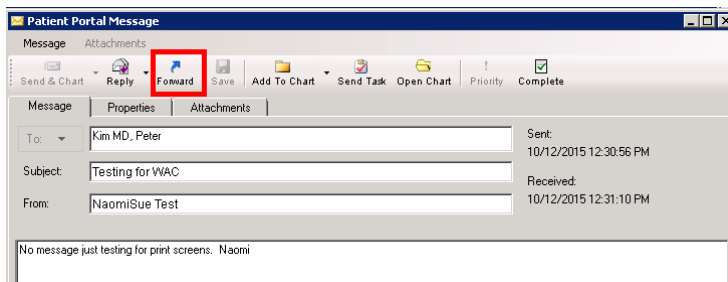 Patient Portal Message
Message Attachments
Send & Chart Reply Forward Save Add To Chart Send Task Open Chart Priority Complete
Message Properties Attachments
To: Kim MD, Peter
Sent:
10/12/2015 12:30:56 PM
Subject: Testing for WAC
Received:
10/12/2015 12:31:10 PM
From: NaomiSue Test
No message just testing for print screens. Naomi